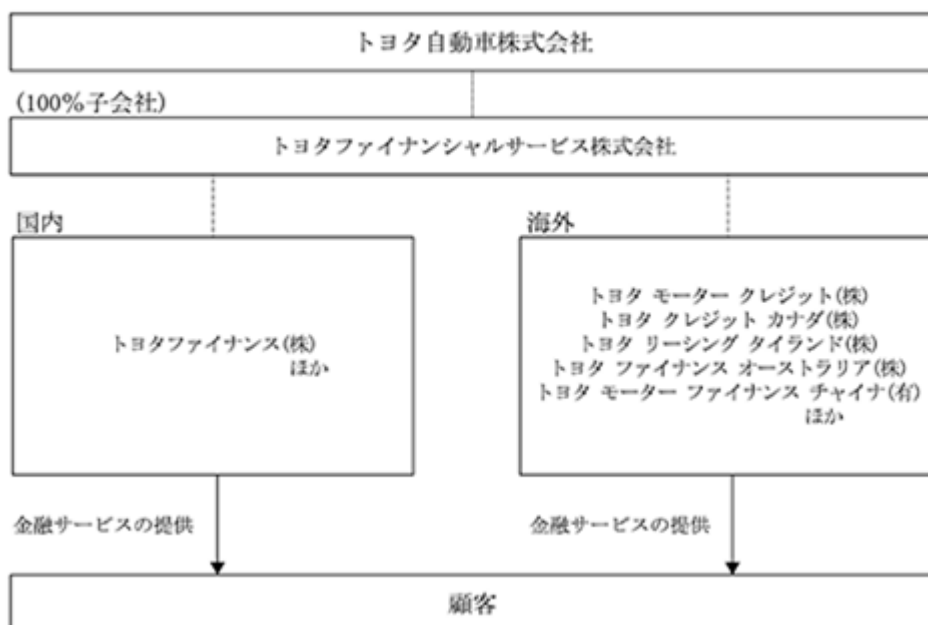 トヨタ自動車株式会社
(100%子会社)
トヨタファイナンシャルサービス株式会社
国内
トヨタファイナンス(株)
ほか
海外
トヨタ モーター クレジット(株)
トヨタ クレジット カナダ(株)
トヨタ リーシング タイランド(株)
トヨタ ファイナンス オーストラリア(株)
トヨタ モーター ファイナンス チャイナ(有)
ほか
金融サービスの提供
金融サービスの提供
顧客